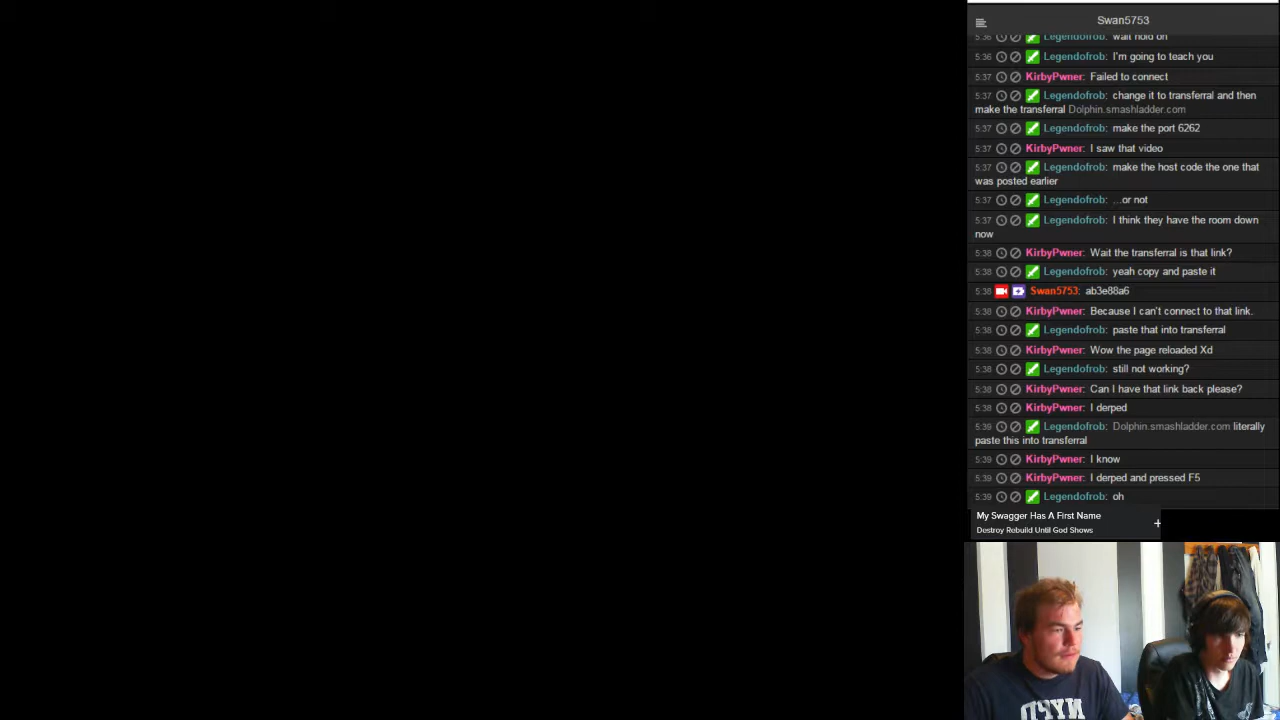 Swan5753
5:36 Legendofrob: wait hold on
5:36 Legendofrob: I'm going to teach you
5:37 KirbyPwner: Failed to connect
5:37 Legendofrob: change it to transferral and then
make the transferral Dolphin.smashladder.com
5:37 Legendofrob: make the port 6262
5:37 KirbyPwner: I saw that video
5:37 Legendofrob: make the host code the one that
was posted earlier
5:37 Legendofrob: ...or not
5:37 Legendofrob: I think they have the room down
now
5:38 KirbyPwner: Wait the transferral is that link?
5:38 Legendofrob: yeah copy and paste it
5:38 Swan5753: ab3e88a6
5:38 KirbyPwner: Because I can't connect to that link.
5:38 Legendofrob: paste that into transferral
5:38 KirbyPwner: Wow the page reloaded Xd
5:38 Legendofrob: still not working?
5:38 KirbyPwner: Can I have that link back please?
5:38 KirbyPwner: I derped
5:39 Legendofrob: Dolphin.smashladder.com literally
paste this into transferral
5:39 KirbyPwner: I know
5:39 KirbyPwner: I derped and pressed F5
5:39 Legendofrob: oh
My Swagger Has A First Name
+
Destroy Rebuild Until God Shows
NYPD